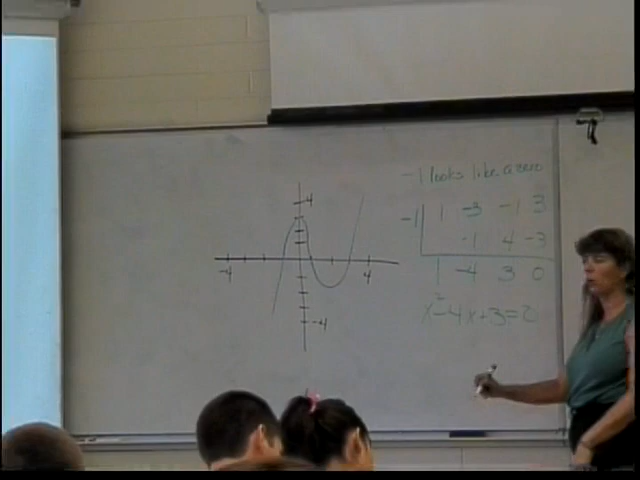 -1 looks like a zero
-1 | 1 -3 -1 3
-1 4 -3
1 -4 3 0
x²-4x+3=0
4
-4 4
-4